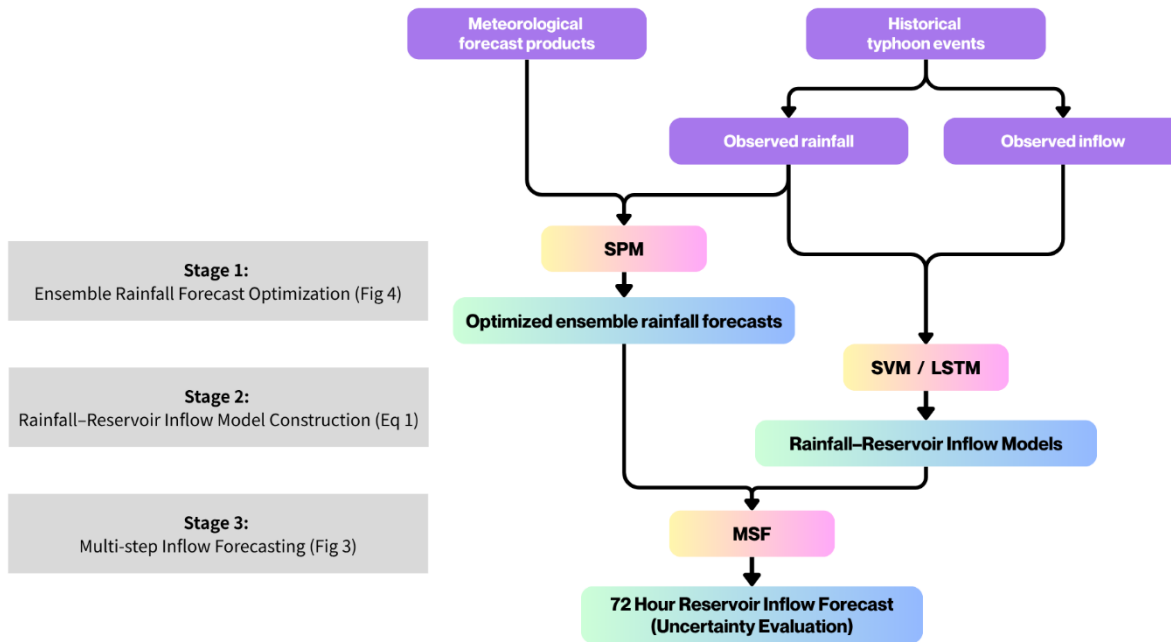 Meteorological
forecast products
Historical
typhoon events
Observed rainfall
Observed inflow
SPM
Stage 1:
Ensemble Rainfall Forecast Optimization (Fig 4)
Optimized ensemble rainfall forecasts
SVM / LSTM
Stage 2:
Rainfall–Reservoir Inflow Model Construction (Eq 1)
Rainfall–Reservoir Inflow Models
Stage 3:
Multi-step Inflow Forecasting (Fig 3)
MSF
72 Hour Reservoir Inflow Forecast
(Uncertainty Evaluation)